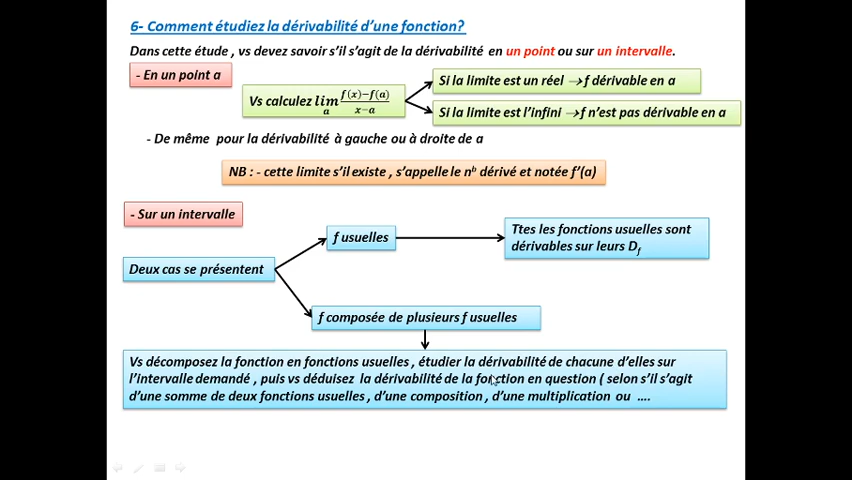 6- Comment étudiez la dérivabilité d'une fonction?
Dans cette étude , vs devez savoir s'il s'agit de la dérivabilité en un point ou sur un intervalle.
- En un point a
Vs calculez lim_a (f(x)−f(a))/(x−a)
Si la limite est un réel →f dérivable en a
Si la limite est l'infini →f n'est pas dérivable en a
- De même pour la dérivabilité à gauche ou à droite de a
NB : - cette limite s'il existe , s'appelle le nᵇ dérivé et notée f'(a)
- Sur un intervalle
Deux cas se présentent
f usuelles
Ttes les fonctions usuelles sont
dérivables sur leurs D_f
f composée de plusieurs f usuelles
Vs décomposez la fonction en fonctions usuelles , étudier la dérivabilité de chacune d'elles sur
l'intervalle demandé , puis vs déduisez la dérivabilité de la fonction en question ( selon s'il s'agit
d'une somme de deux fonctions usuelles , d'une composition , d'une multiplication ou ....